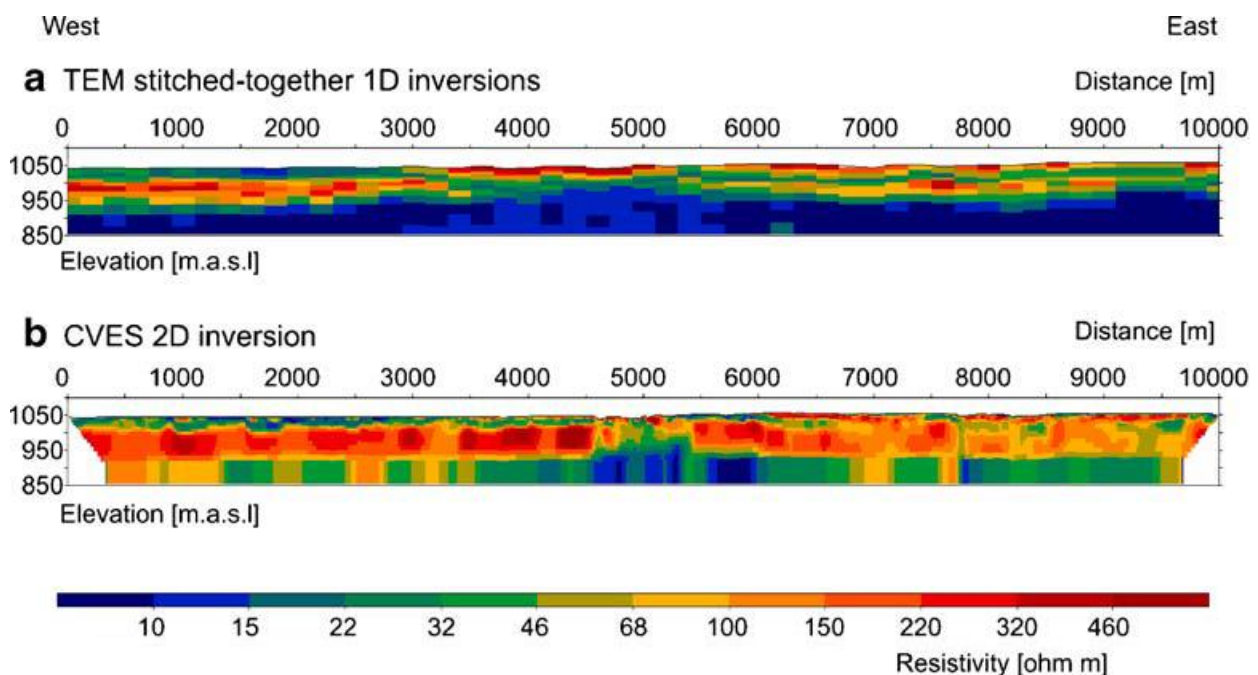 West East
a TEM stitched-together 1D inversions Distance [m]
0 1000 2000 3000 4000 5000 6000 7000 8000 9000 10000
1050
950
850
Elevation [m.a.s.l]
b CVES 2D inversion Distance [m]
0 1000 2000 3000 4000 5000 6000 7000 8000 9000 10000
1050
950
850
Elevation [m.a.s.l]
10 15 22 32 46 68 100 150 220 320 460
Resistivity [ohm m]